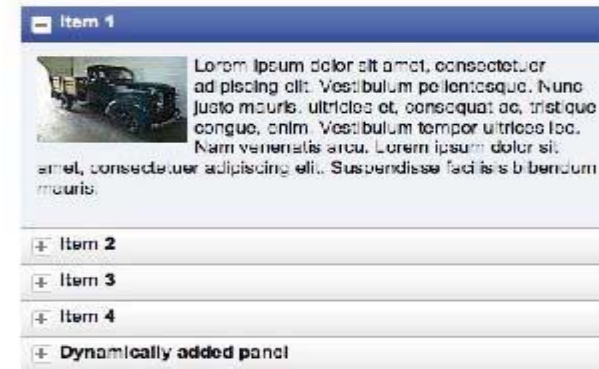 Item 1
Lorem ipsum dolor sit amet, consectetuer
adipiscing elit. Vestibulum pellentesque. Nunc
justo mauris, ultricies et, consequat ac, tristique
congue, enim. Vestibulum tempor ultrices leo.
Nam venenatis arcu. Lorem ipsum dolor sit
amet, consectetuer adipiscing elit. Suspendisse facilisis bibendum
mauris.
Item 2
Item 3
Item 4
Dynamically added panel